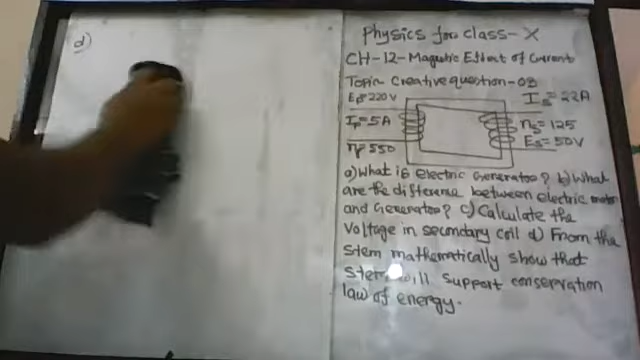 d)
Physics for class-X
CH-12-Magnetic Effect of Current
Topic-Creative question-03
Ep=220V
Is=22A
Ip=5A
ns=125
np=550
Es=50V
a) What is electric Generator? b) What
are the difference between electric motor
and Generator? c) Calculate the
Voltage in secondary coil d) From the
stem mathematically show that
stem will support conservation
law of energy.